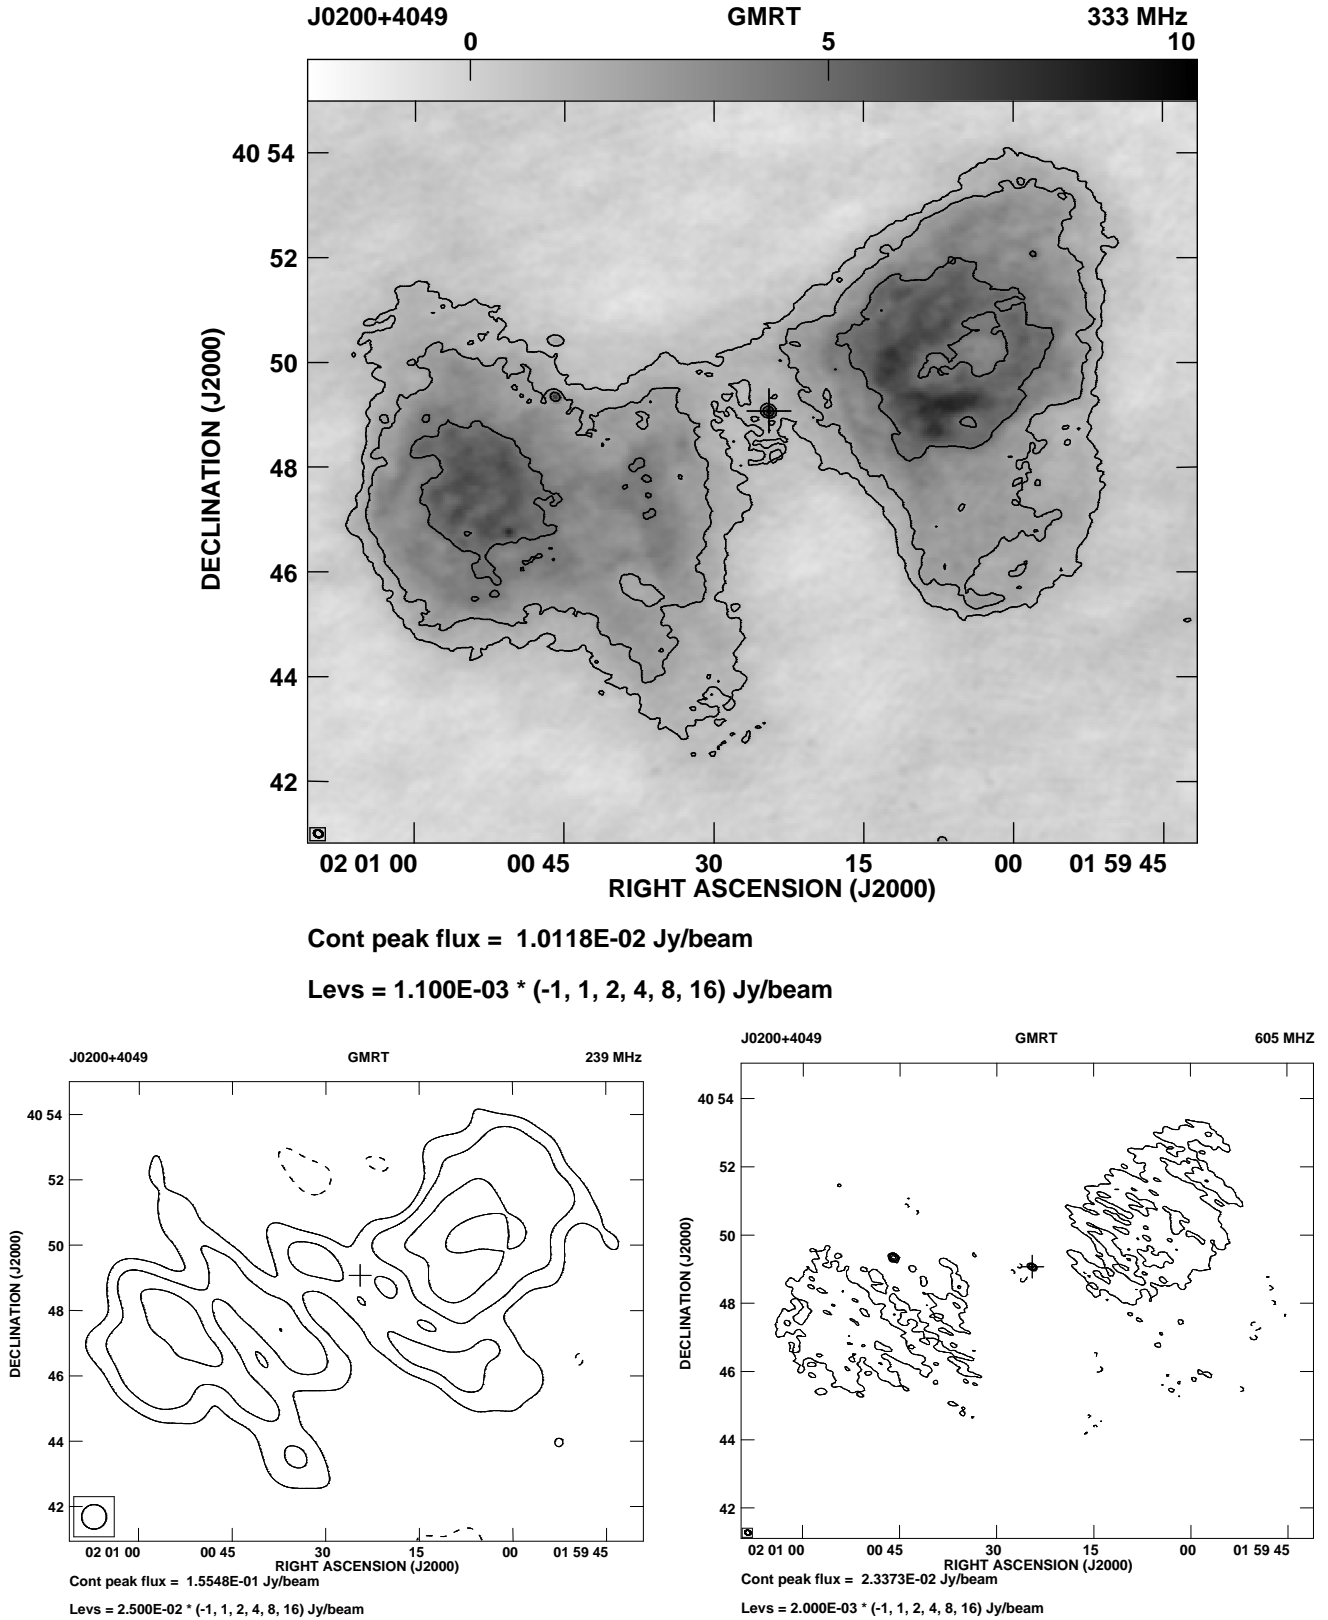 J0200+4049 GMRT 333 MHz
0 5 10
40 54
52
50
48
46
44
42
DECLINATION (J2000)
02 01 00 00 45 30 15 00 01 59 45
RIGHT ASCENSION (J2000)
Cont peak flux = 1.0118E-02 Jy/beam
Levs = 1.100E-03 * (-1, 1, 2, 4, 8, 16) Jy/beam
J0200+4049 GMRT 239 MHz
40 54
52
50
48
46
44
42
DECLINATION (J2000)
02 01 00 00 45 30 15 00 01 59 45
RIGHT ASCENSION (J2000)
Cont peak flux = 1.5548E-01 Jy/beam
Levs = 2.500E-02 * (-1, 1, 2, 4, 8, 16) Jy/beam
J0200+4049 GMRT 605 MHZ
40 54
52
50
48
46
44
42
DECLINATION (J2000)
02 01 00 00 45 30 15 00 01 59 45
RIGHT ASCENSION (J2000)
Cont peak flux = 2.3373E-02 Jy/beam
Levs = 2.000E-03 * (-1, 1, 2, 4, 8, 16) Jy/beam